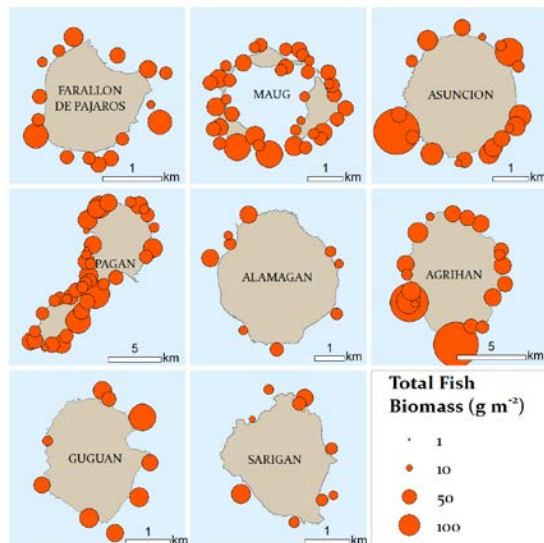 FARALLON
DE PAJAROS
1
km
MAUG
1
km
ASUNCION
1
km
PAGAN
5
km
ALAMAGAN
1
km
AGRIHAN
5
km
GUGUAN
1
km
SARIGAN
1
km
Total Fish
Biomass (g m⁻²)
1
10
50
100